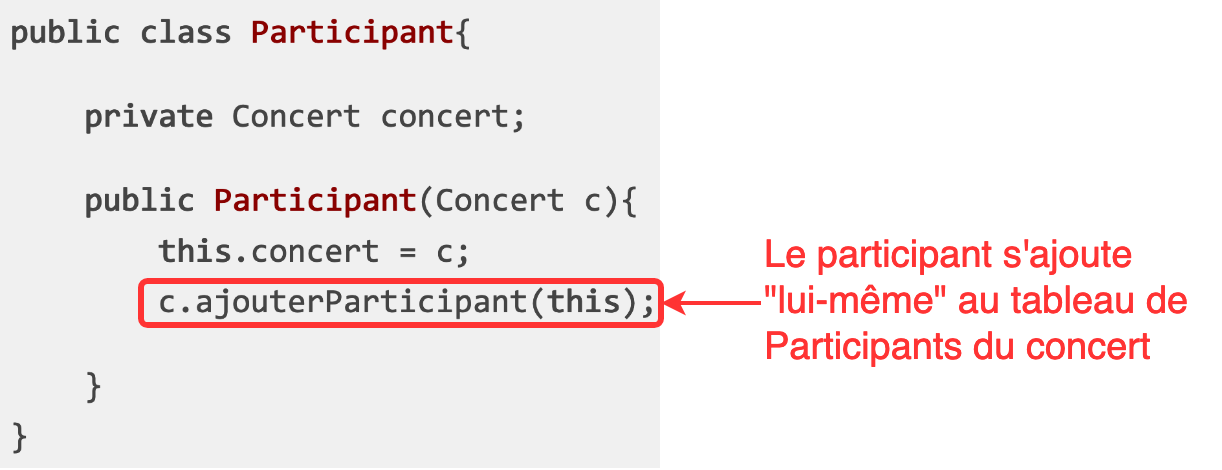 public class Participant{
private Concert concert;
public Participant(Concert c){
this.concert = c;
c.ajouterParticipant(this);
}
}
Le participant s'ajoute
"lui-même" au tableau de
Participants du concert